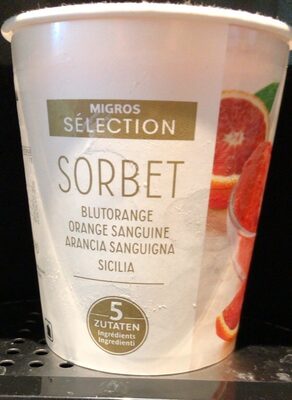 MIGROS
SÉLECTION
SORBET
BLUTORANGE
ORANGE SANGUINE
ARANCIA SANGUIGNA
SICILIA
5
ZUTATEN
Ingrédients
Ingredienti